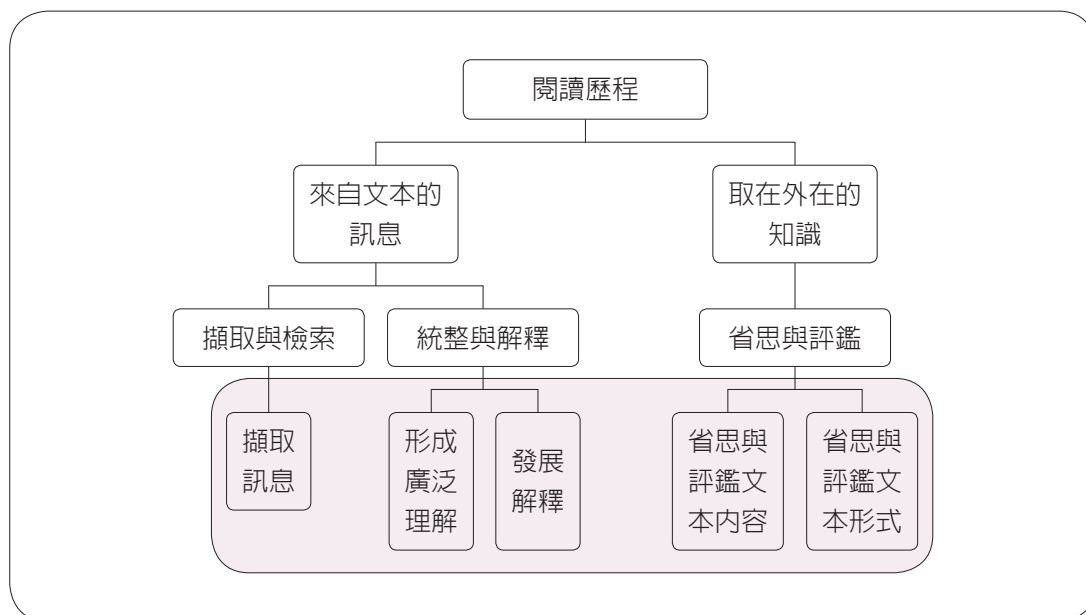 閱讀歷程
來自文本的
訊息
取在外在的
知識
擷取與檢索
統整與解釋
省思與評鑑
擷取
訊息
形成
廣泛
理解
發展
解釋
省思與
評鑑文
本内容
省思與
評鑑文
本形式